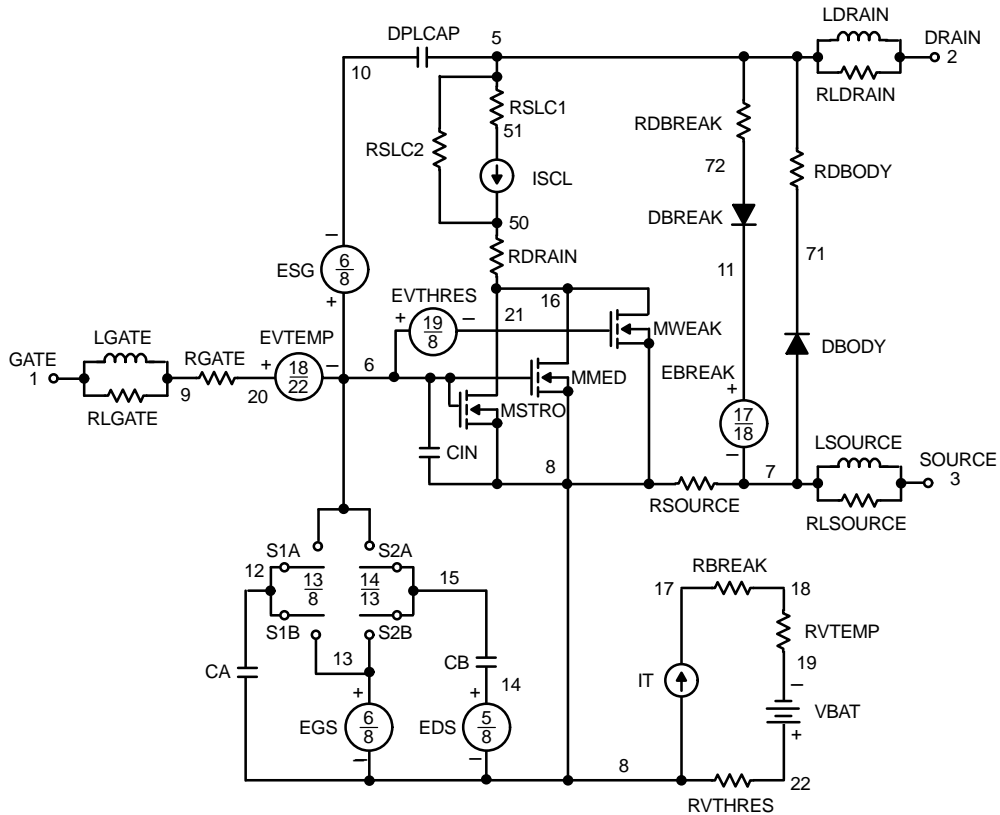 LDRAIN
DPLCAP 5 DRAIN
10 2
RSLC1 RLDRAIN
51 RDBREAK
RSLC2 72 RDBODY
ISCL
50 DBREAK
− RDRAIN 71
ESG 6/8 11
+ EVTHRES 16
+ 19/8 − 21 MWEAK
LGATE EVTEMP
GATE RGATE + 18/22 − 6 MMED EBREAK + DBODY
1 9 20 MSTRO 17/18
RLGATE − LSOURCE
CIN 8 7 SOURCE
3
RSOURCE RLSOURCE
S1A S2A RBREAK
12 13/8 14/13 15 17 18
S1B S2B RVTEMP
13 CB 19
CA 14 IT −
+ + VBAT
EGS 6/8 EDS 5/8 +
− − 8 22
RVTHRES